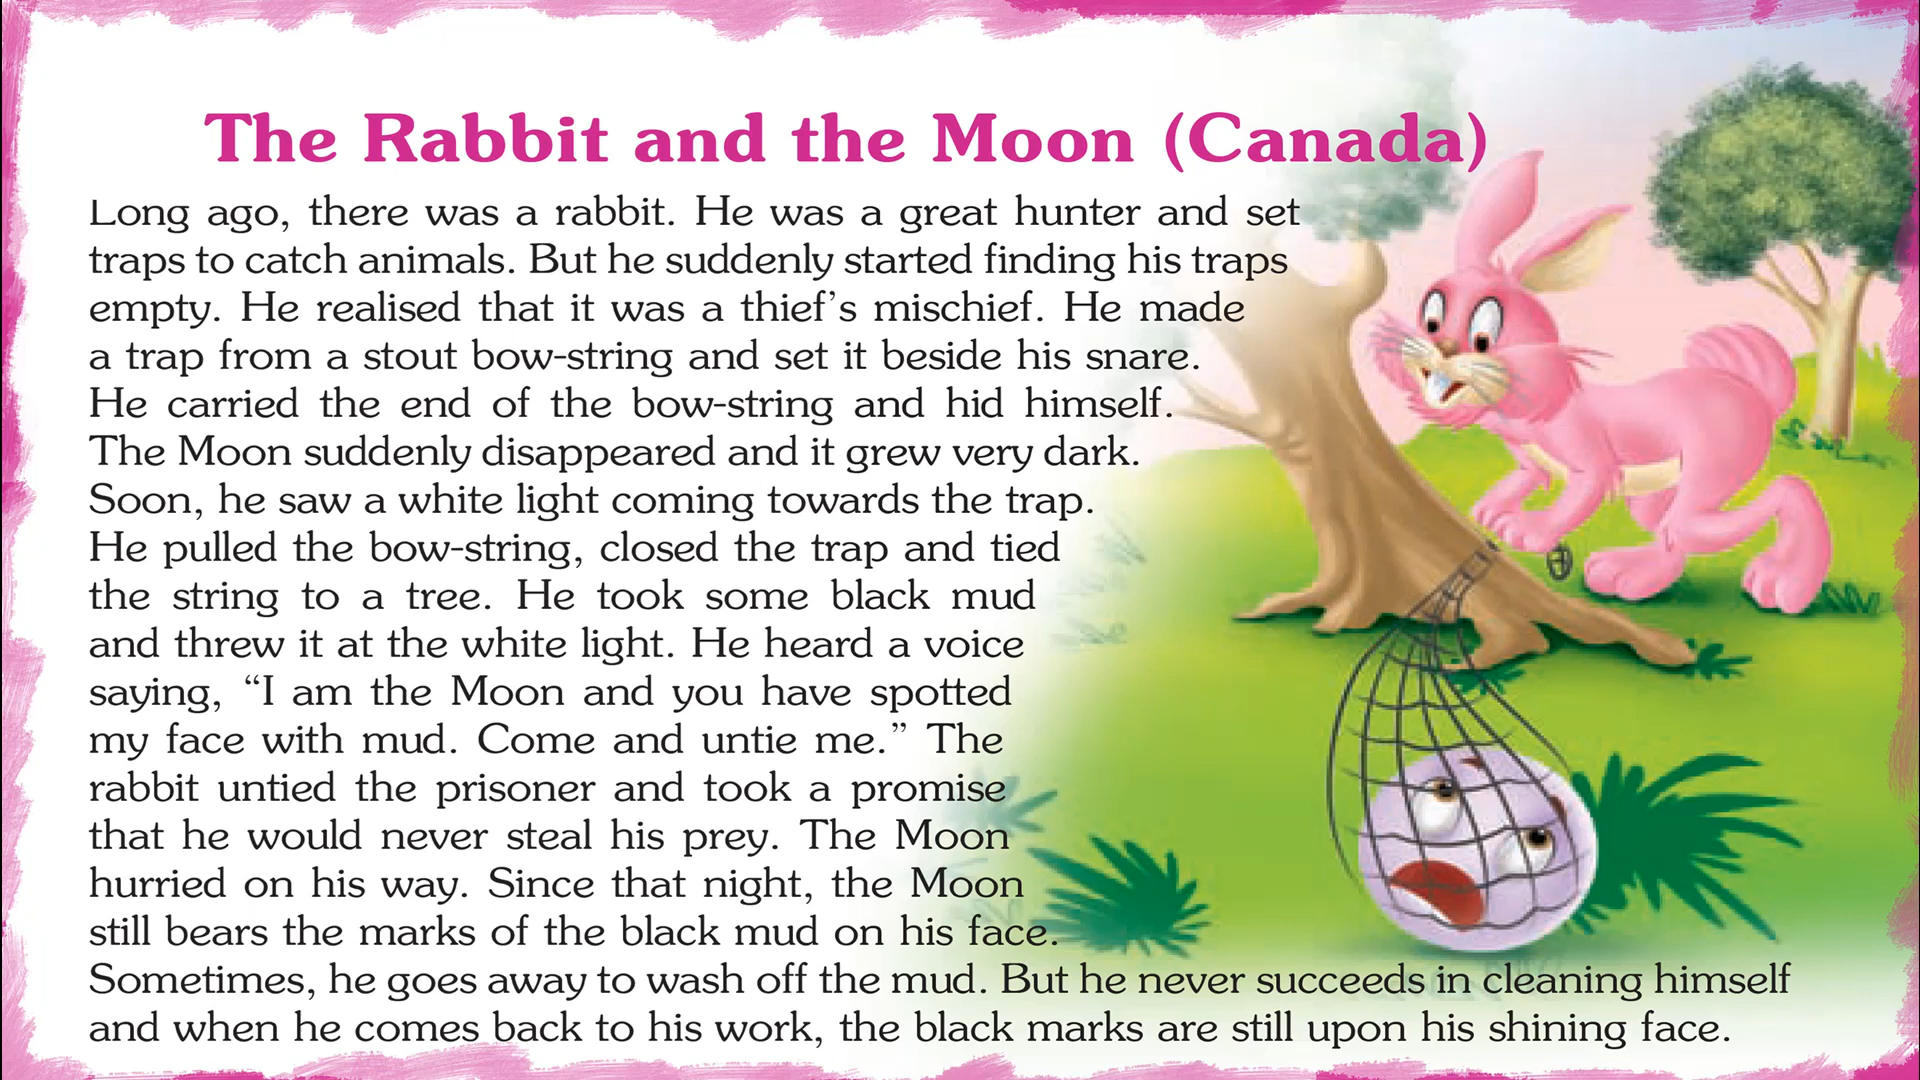 The Rabbit and the Moon (Canada)
Long ago, there was a rabbit. He was a great hunter and set
traps to catch animals. But he suddenly started finding his traps
empty. He realised that it was a thief’s mischief. He made
a trap from a stout bow-string and set it beside his snare.
He carried the end of the bow-string and hid himself.
The Moon suddenly disappeared and it grew very dark.
Soon, he saw a white light coming towards the trap.
He pulled the bow-string, closed the trap and tied
the string to a tree. He took some black mud
and threw it at the white light. He heard a voice
saying, “I am the Moon and you have spotted
my face with mud. Come and untie me.” The
rabbit untied the prisoner and took a promise
that he would never steal his prey. The Moon
hurried on his way. Since that night, the Moon
still bears the marks of the black mud on his face.
Sometimes, he goes away to wash off the mud. But he never succeeds in cleaning himself
and when he comes back to his work, the black marks are still upon his shining face.